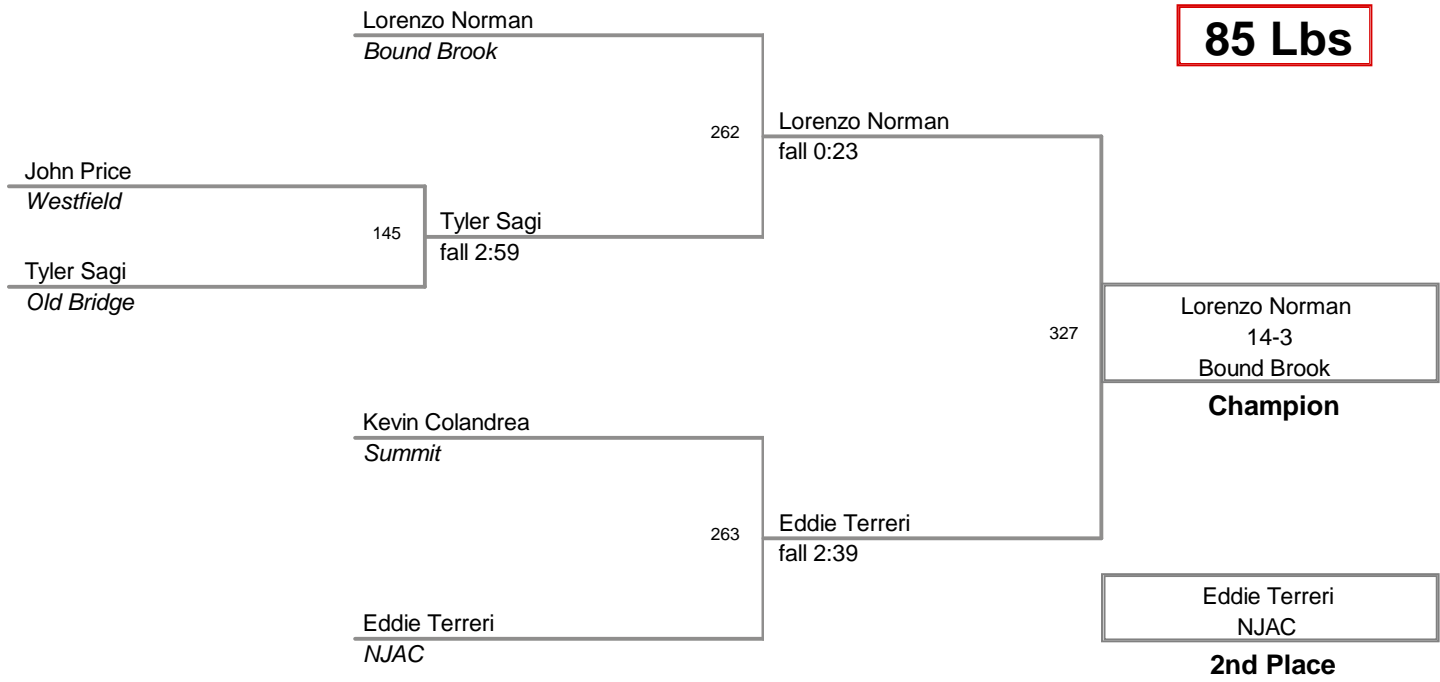 Lorenzo Norman
Bound Brook
85 Lbs
262
Lorenzo Norman
fall 0:23
John Price
Westfield
145
Tyler Sagi
fall 2:59
Tyler Sagi
Old Bridge
327
Lorenzo Norman
14-3
Bound Brook
Champion
Kevin Colandrea
Summit
263
Eddie Terreri
fall 2:39
Eddie Terreri
NJAC
Eddie Terreri
NJAC
2nd Place